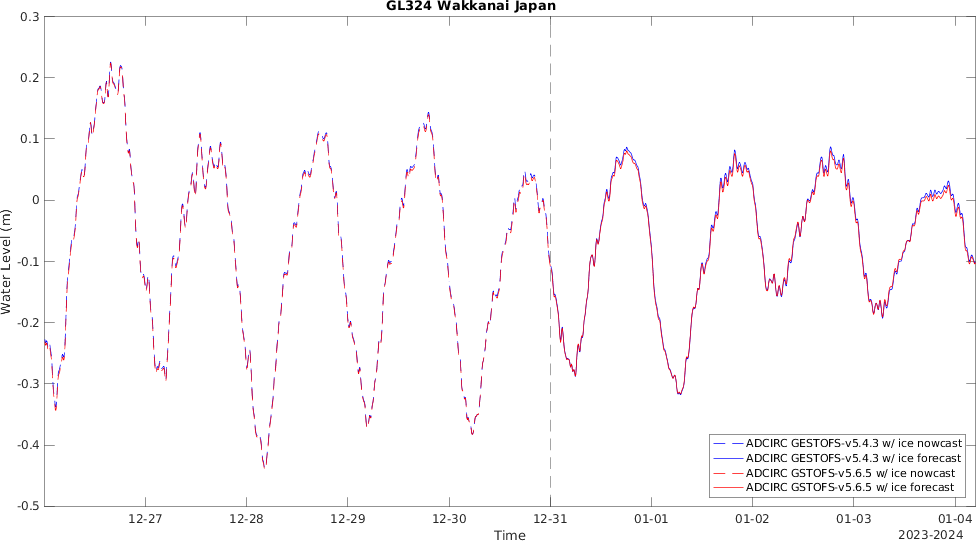 GL324 Wakkanai Japan
0.3
0.2
0.1
0
-0.1
-0.2
-0.3
-0.4
-0.5
Water Level (m)
ADCIRC GESTOFS-v5.4.3 w/ ice nowcast
ADCIRC GESTOFS-v5.4.3 w/ ice forecast
ADCIRC GSTOFS-v5.6.5 w/ ice nowcast
ADCIRC GSTOFS-v5.6.5 w/ ice forecast
12-27 12-28 12-29 12-30 12-31 01-01 01-02 01-03 01-04
Time
2023-2024